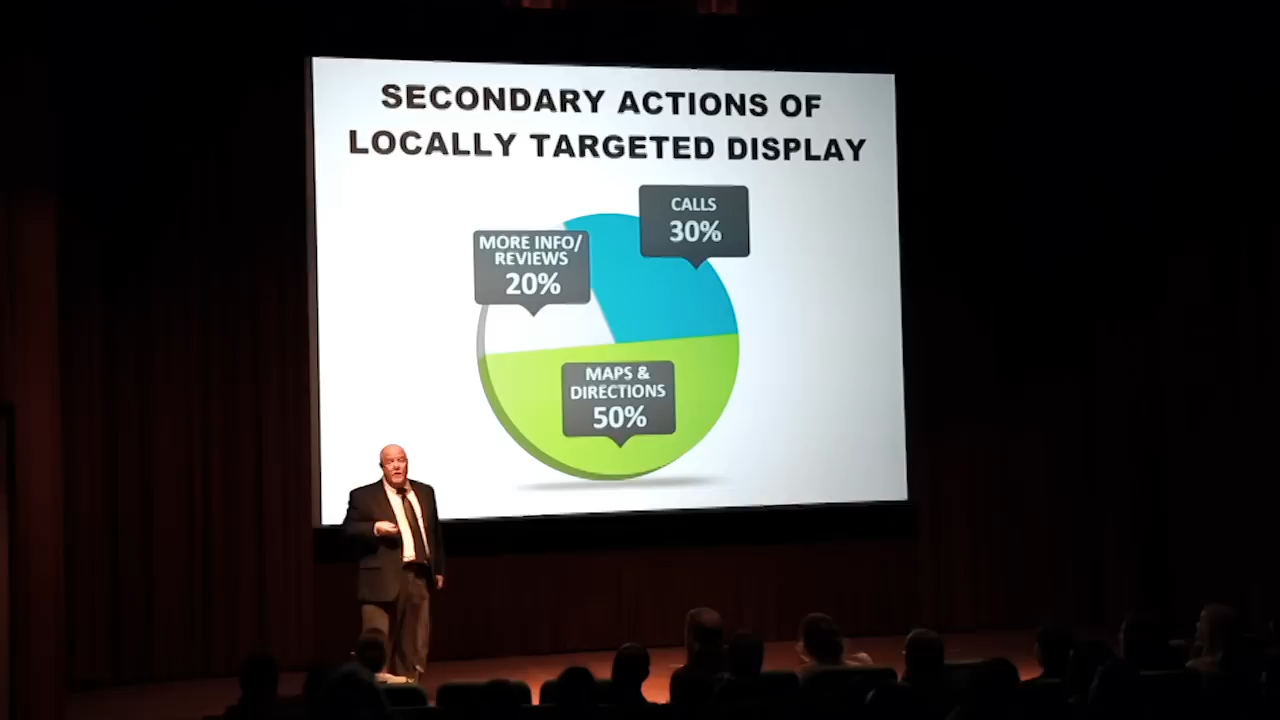 SECONDARY ACTIONS OF
LOCALLY TARGETED DISPLAY
CALLS
30%
MORE INFO/
REVIEWS
20%
MAPS &
DIRECTIONS
50%